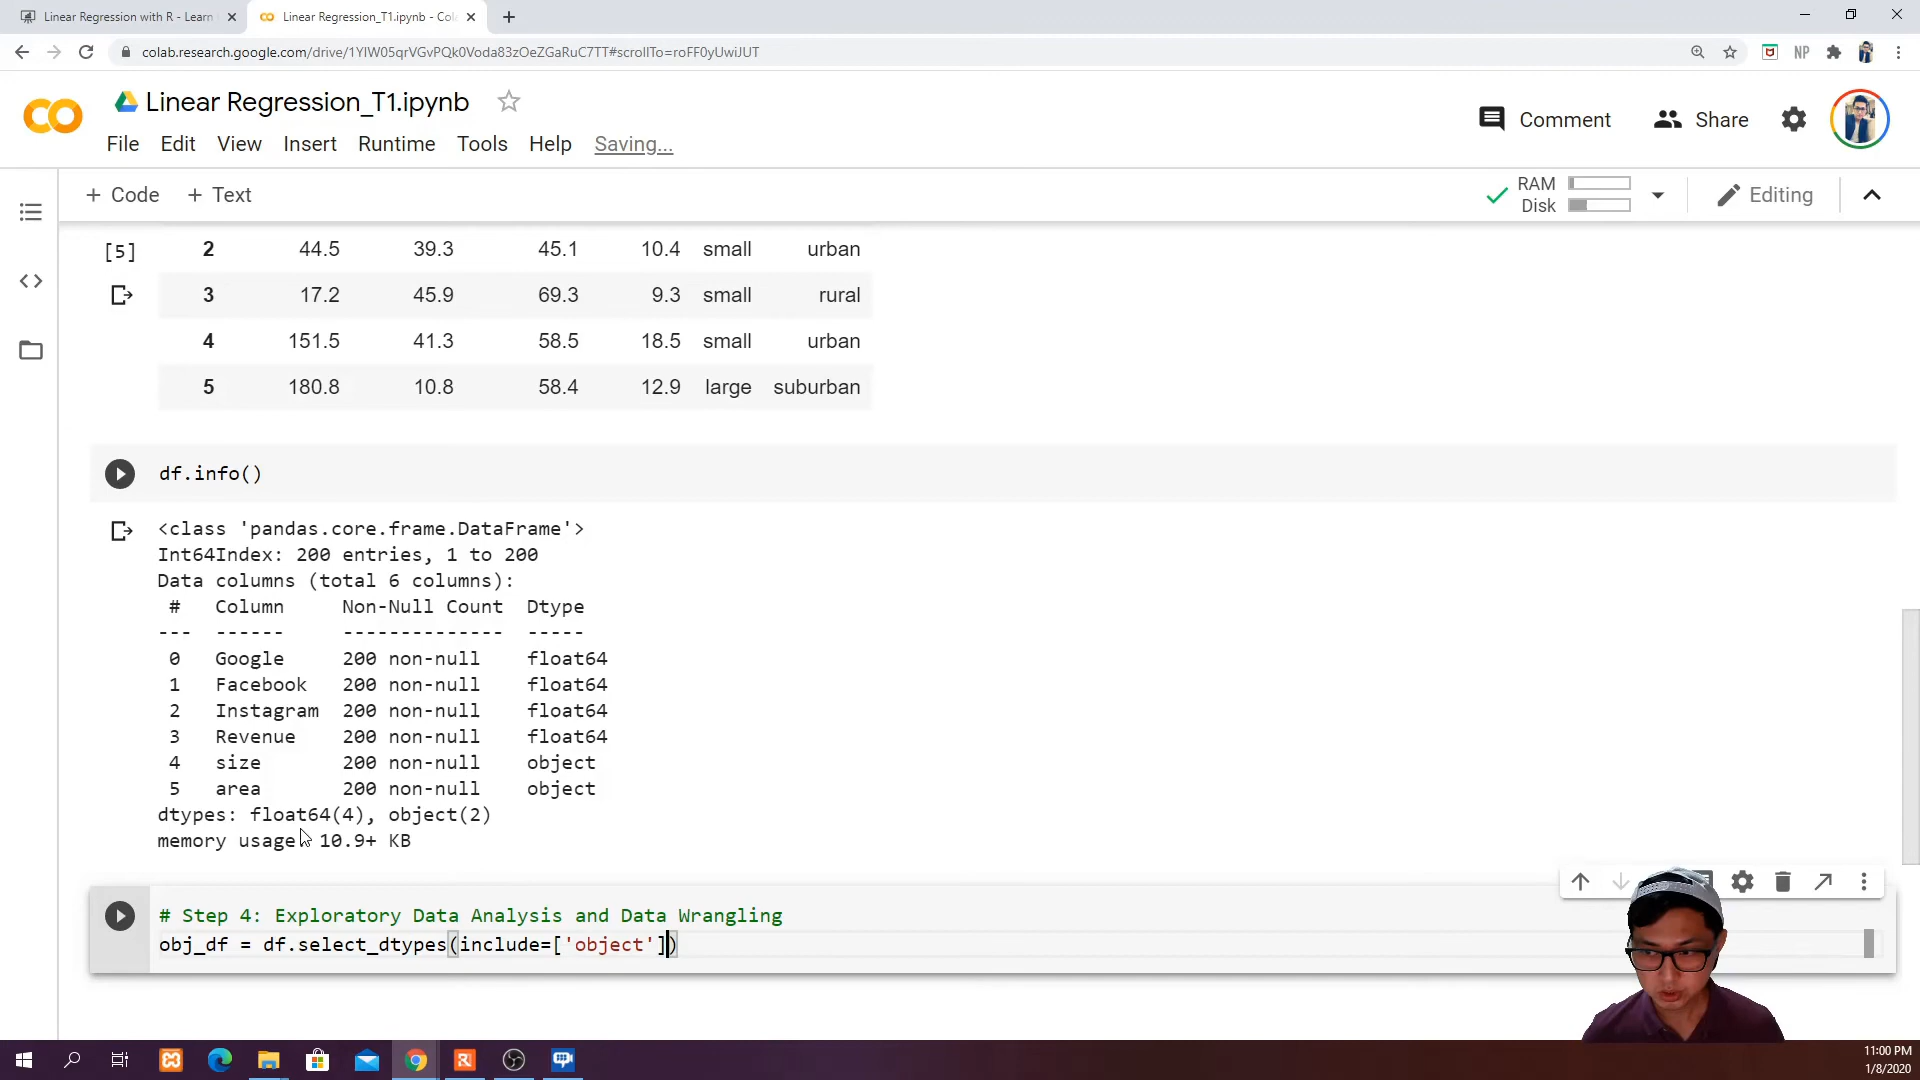 Linear Regression with R - Learn
Linear Regression_T1.ipynb - Col
colab.research.google.com/drive/1YIW05qrVGvPQk0Voda83zOeZGaRuC7TT#scrollTo=roFF0yUwiJUT
NP
Linear Regression_T1.ipynb
Comment
Share
File Edit View Insert Runtime Tools Help Saving...
+ Code + Text
RAM
Disk
Editing
[5]
2 44.5 39.3 45.1 10.4 small urban
3 17.2 45.9 69.3 9.3 small rural
4 151.5 41.3 58.5 18.5 small urban
5 180.8 10.8 58.4 12.9 large suburban
df.info()
<class 'pandas.core.frame.DataFrame'>
Int64Index: 200 entries, 1 to 200
Data columns (total 6 columns):
# Column Non-Null Count Dtype
--- ------ -------------- -----
0 Google 200 non-null float64
1 Facebook 200 non-null float64
2 Instagram 200 non-null float64
3 Revenue 200 non-null float64
4 size 200 non-null object
5 area 200 non-null object
dtypes: float64(4), object(2)
memory usage: 10.9+ KB
# Step 4: Exploratory Data Analysis and Data Wrangling
obj_df = df.select_dtypes(include=['object'])
11:00 PM
1/8/2020